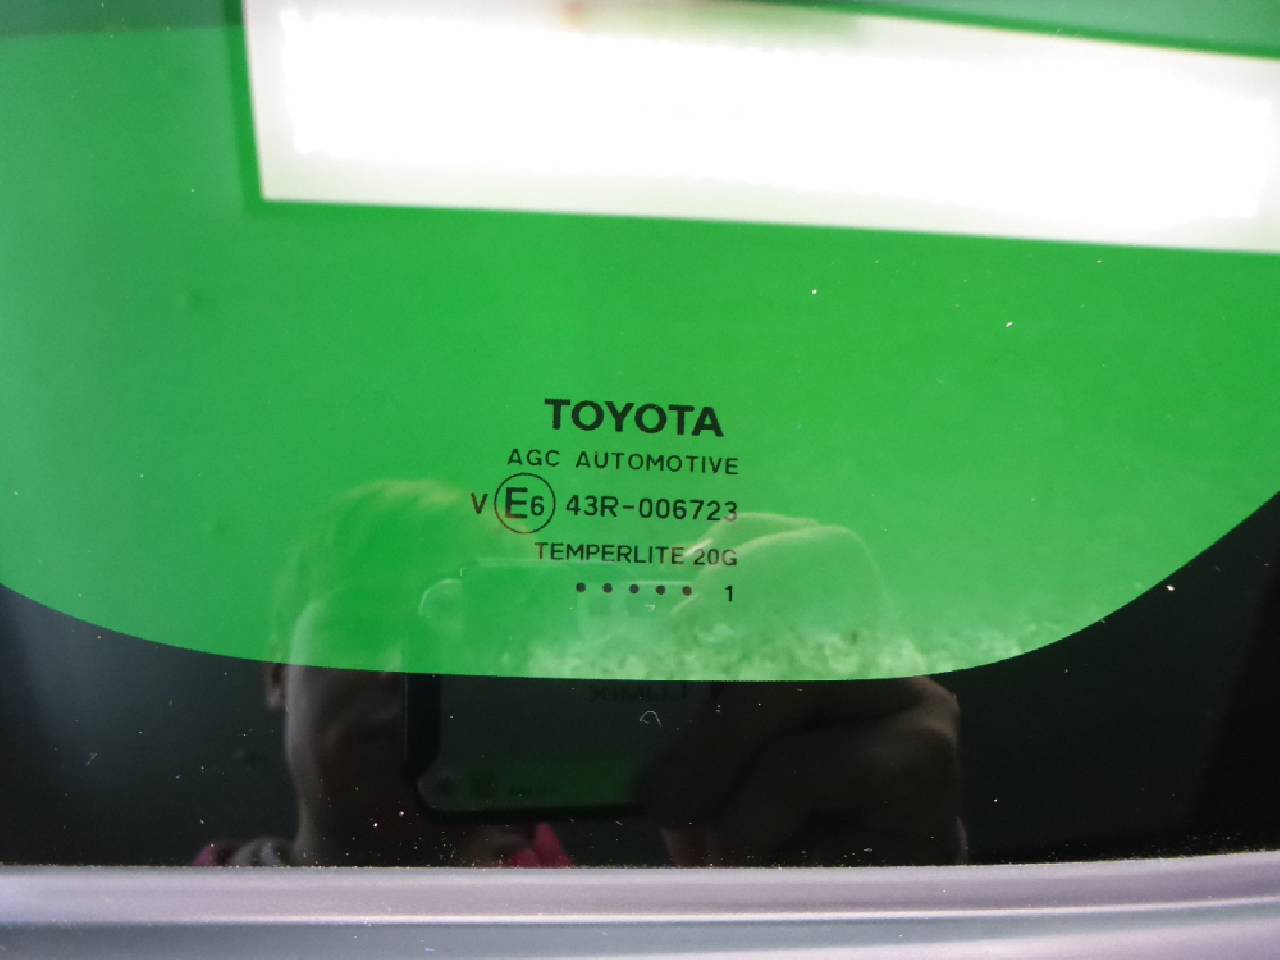 TOYOTA
AGC AUTOMOTIVE
V E6 43R-006723
TEMPERLITE 20G
• • • • • 1